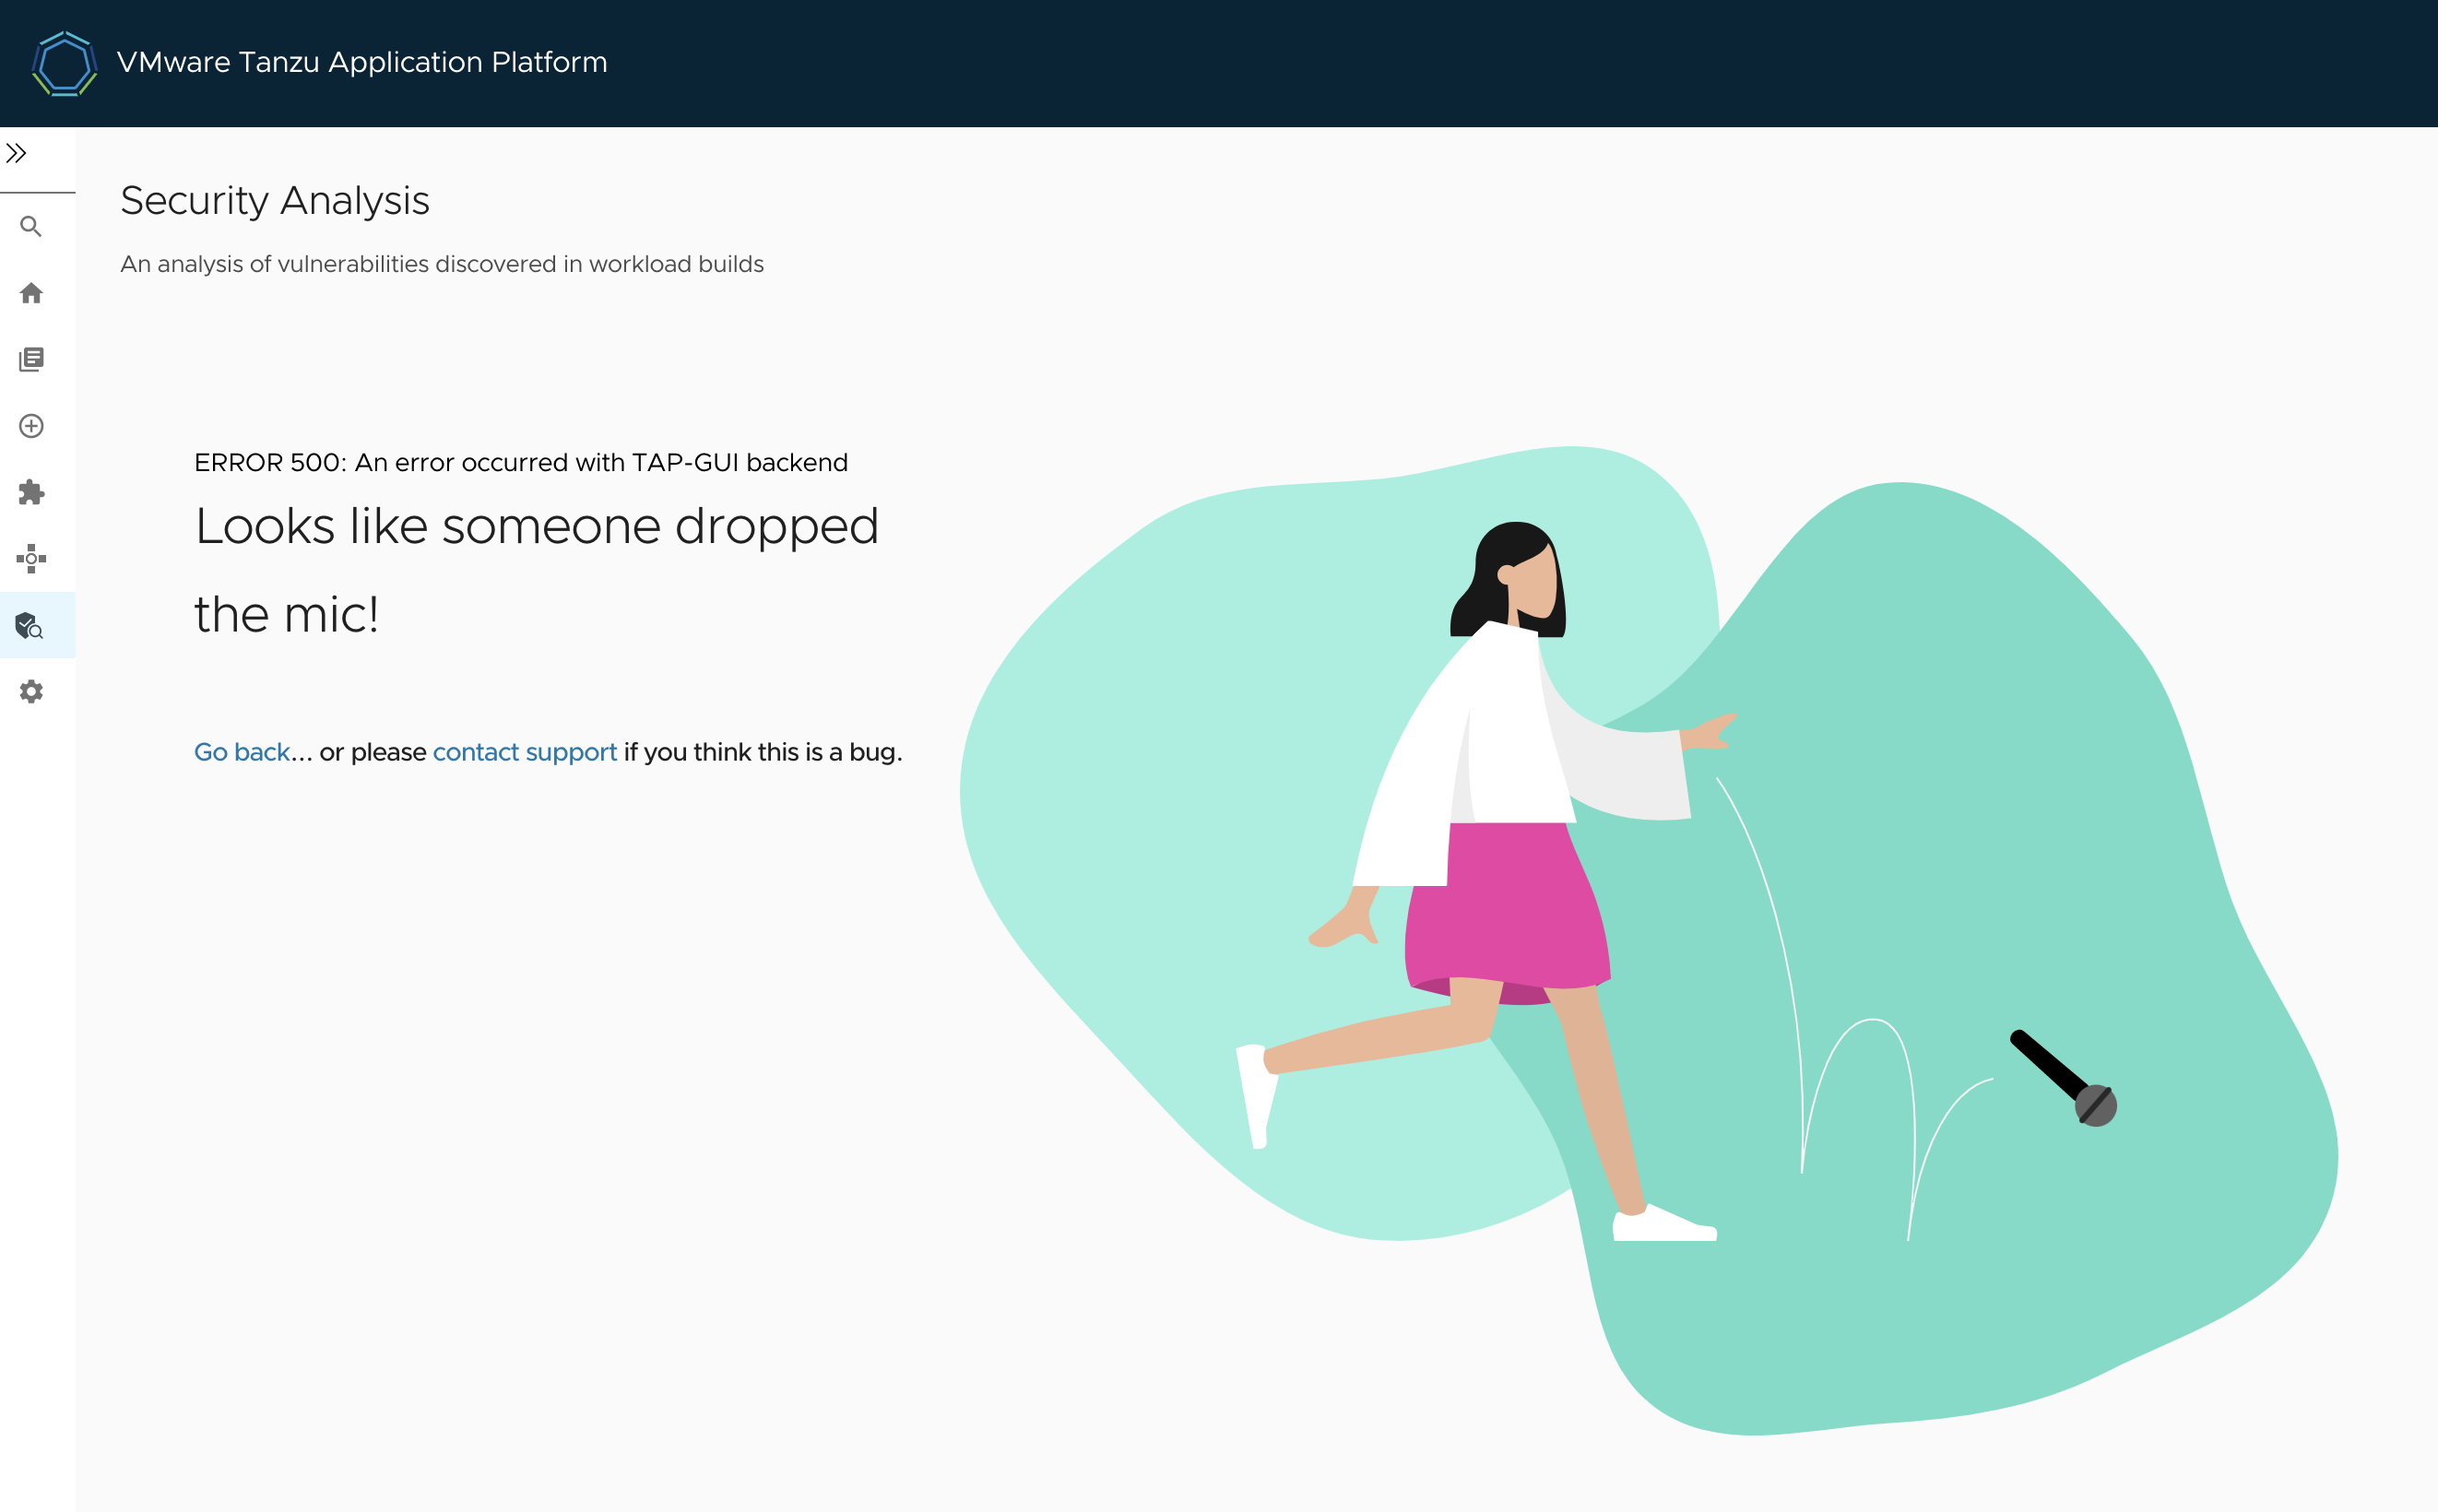 VMware Tanzu Application Platform
Security Analysis
An analysis of vulnerabilities discovered in workload builds
ERROR 500: An error occurred with TAP-GUI backend
Looks like someone dropped
the mic!
Go back... or please contact support if you think this is a bug.